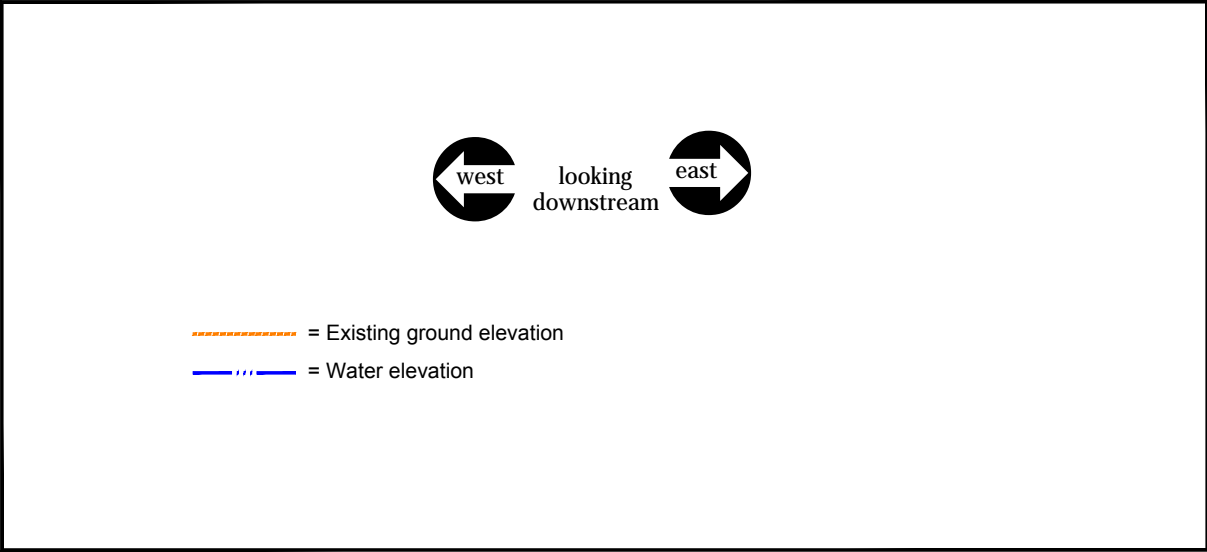 west
looking
downstream
east
= Existing ground elevation
= Water elevation